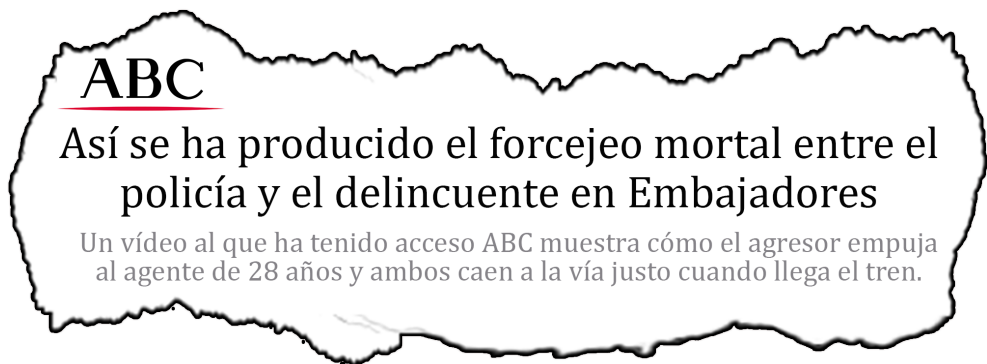 ABC
Así se ha producido el forcejeo mortal entre el
policía y el delincuente en Embajadores
Un vídeo al que ha tenido acceso ABC muestra cómo el agresor empuja
al agente de 28 años y ambos caen a la vía justo cuando llega el tren.